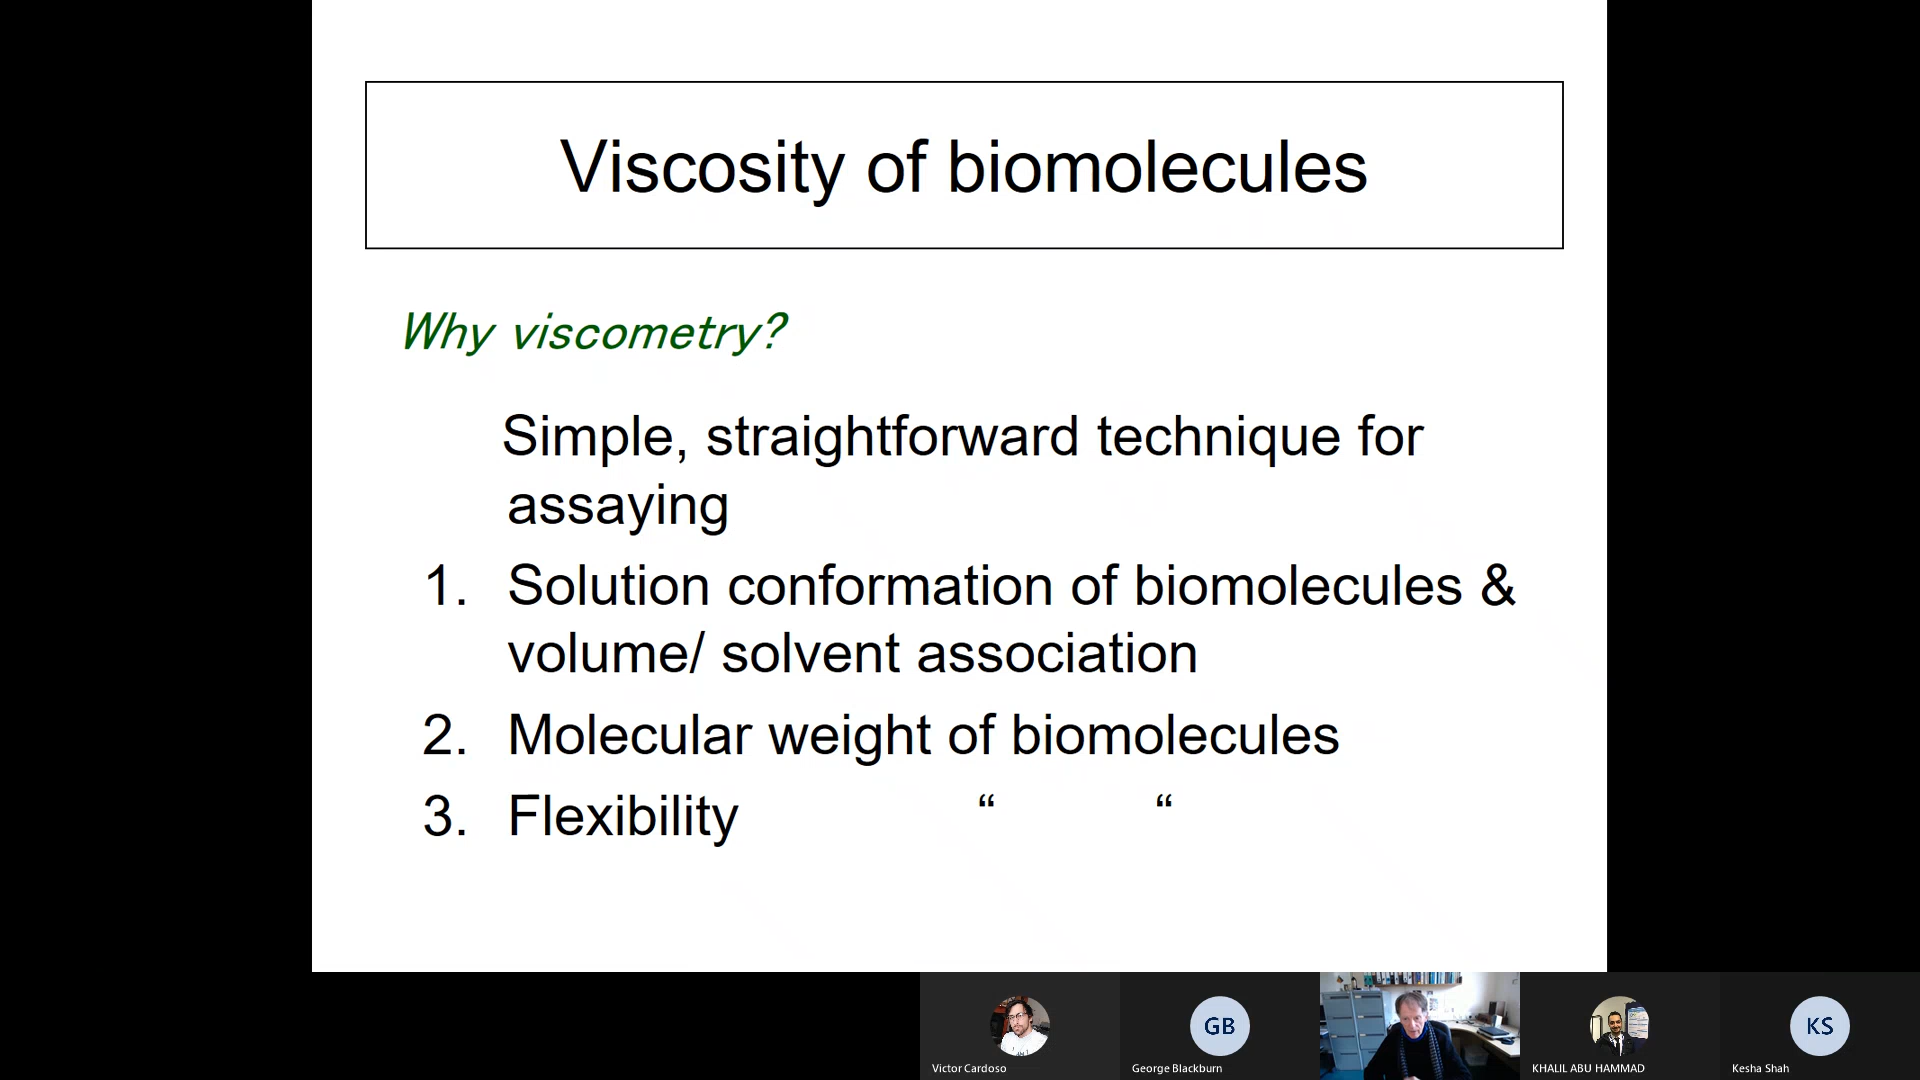 Viscosity of biomolecules
Why viscometry?
Simple, straightforward technique for
assaying
1. Solution conformation of biomolecules &
volume/ solvent association
2. Molecular weight of biomolecules
3. Flexibility “ “
GB
KS
Victor Cardoso
George Blackburn
KHALIL ABU HAMMAD
Kesha Shah